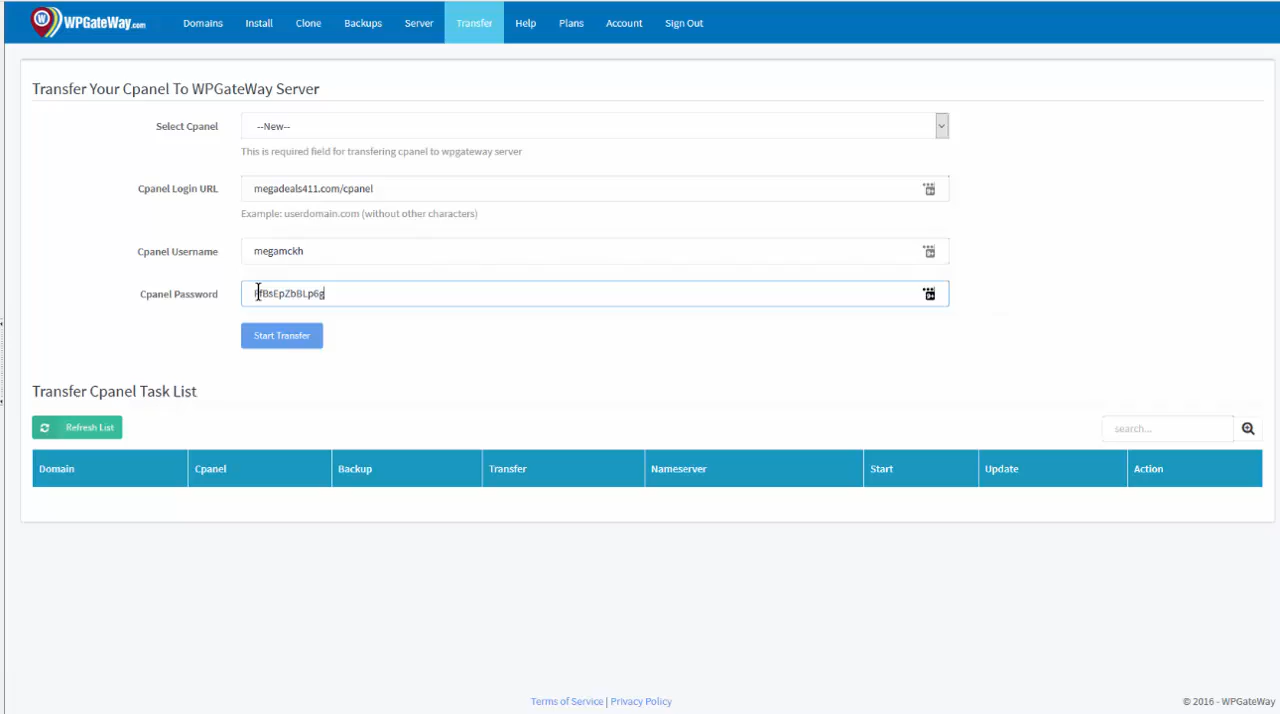 WPGateWay.com
Domains Install Clone Backups Server Transfer Help Plans Account Sign Out
Transfer Your Cpanel To WPGateWay Server
Select Cpanel --New--
This is required field for transfering cpanel to wpgateway server
Cpanel Login URL megadeals411.com/cpanel
Example: userdomain.com (without other characters)
Cpanel Username megamckh
Cpanel Password
Start Transfer
Transfer Cpanel Task List
Refresh List search...
Domain Cpanel Backup Transfer Nameserver Start Update Action
Terms of Service | Privacy Policy © 2016 - WPGateWay